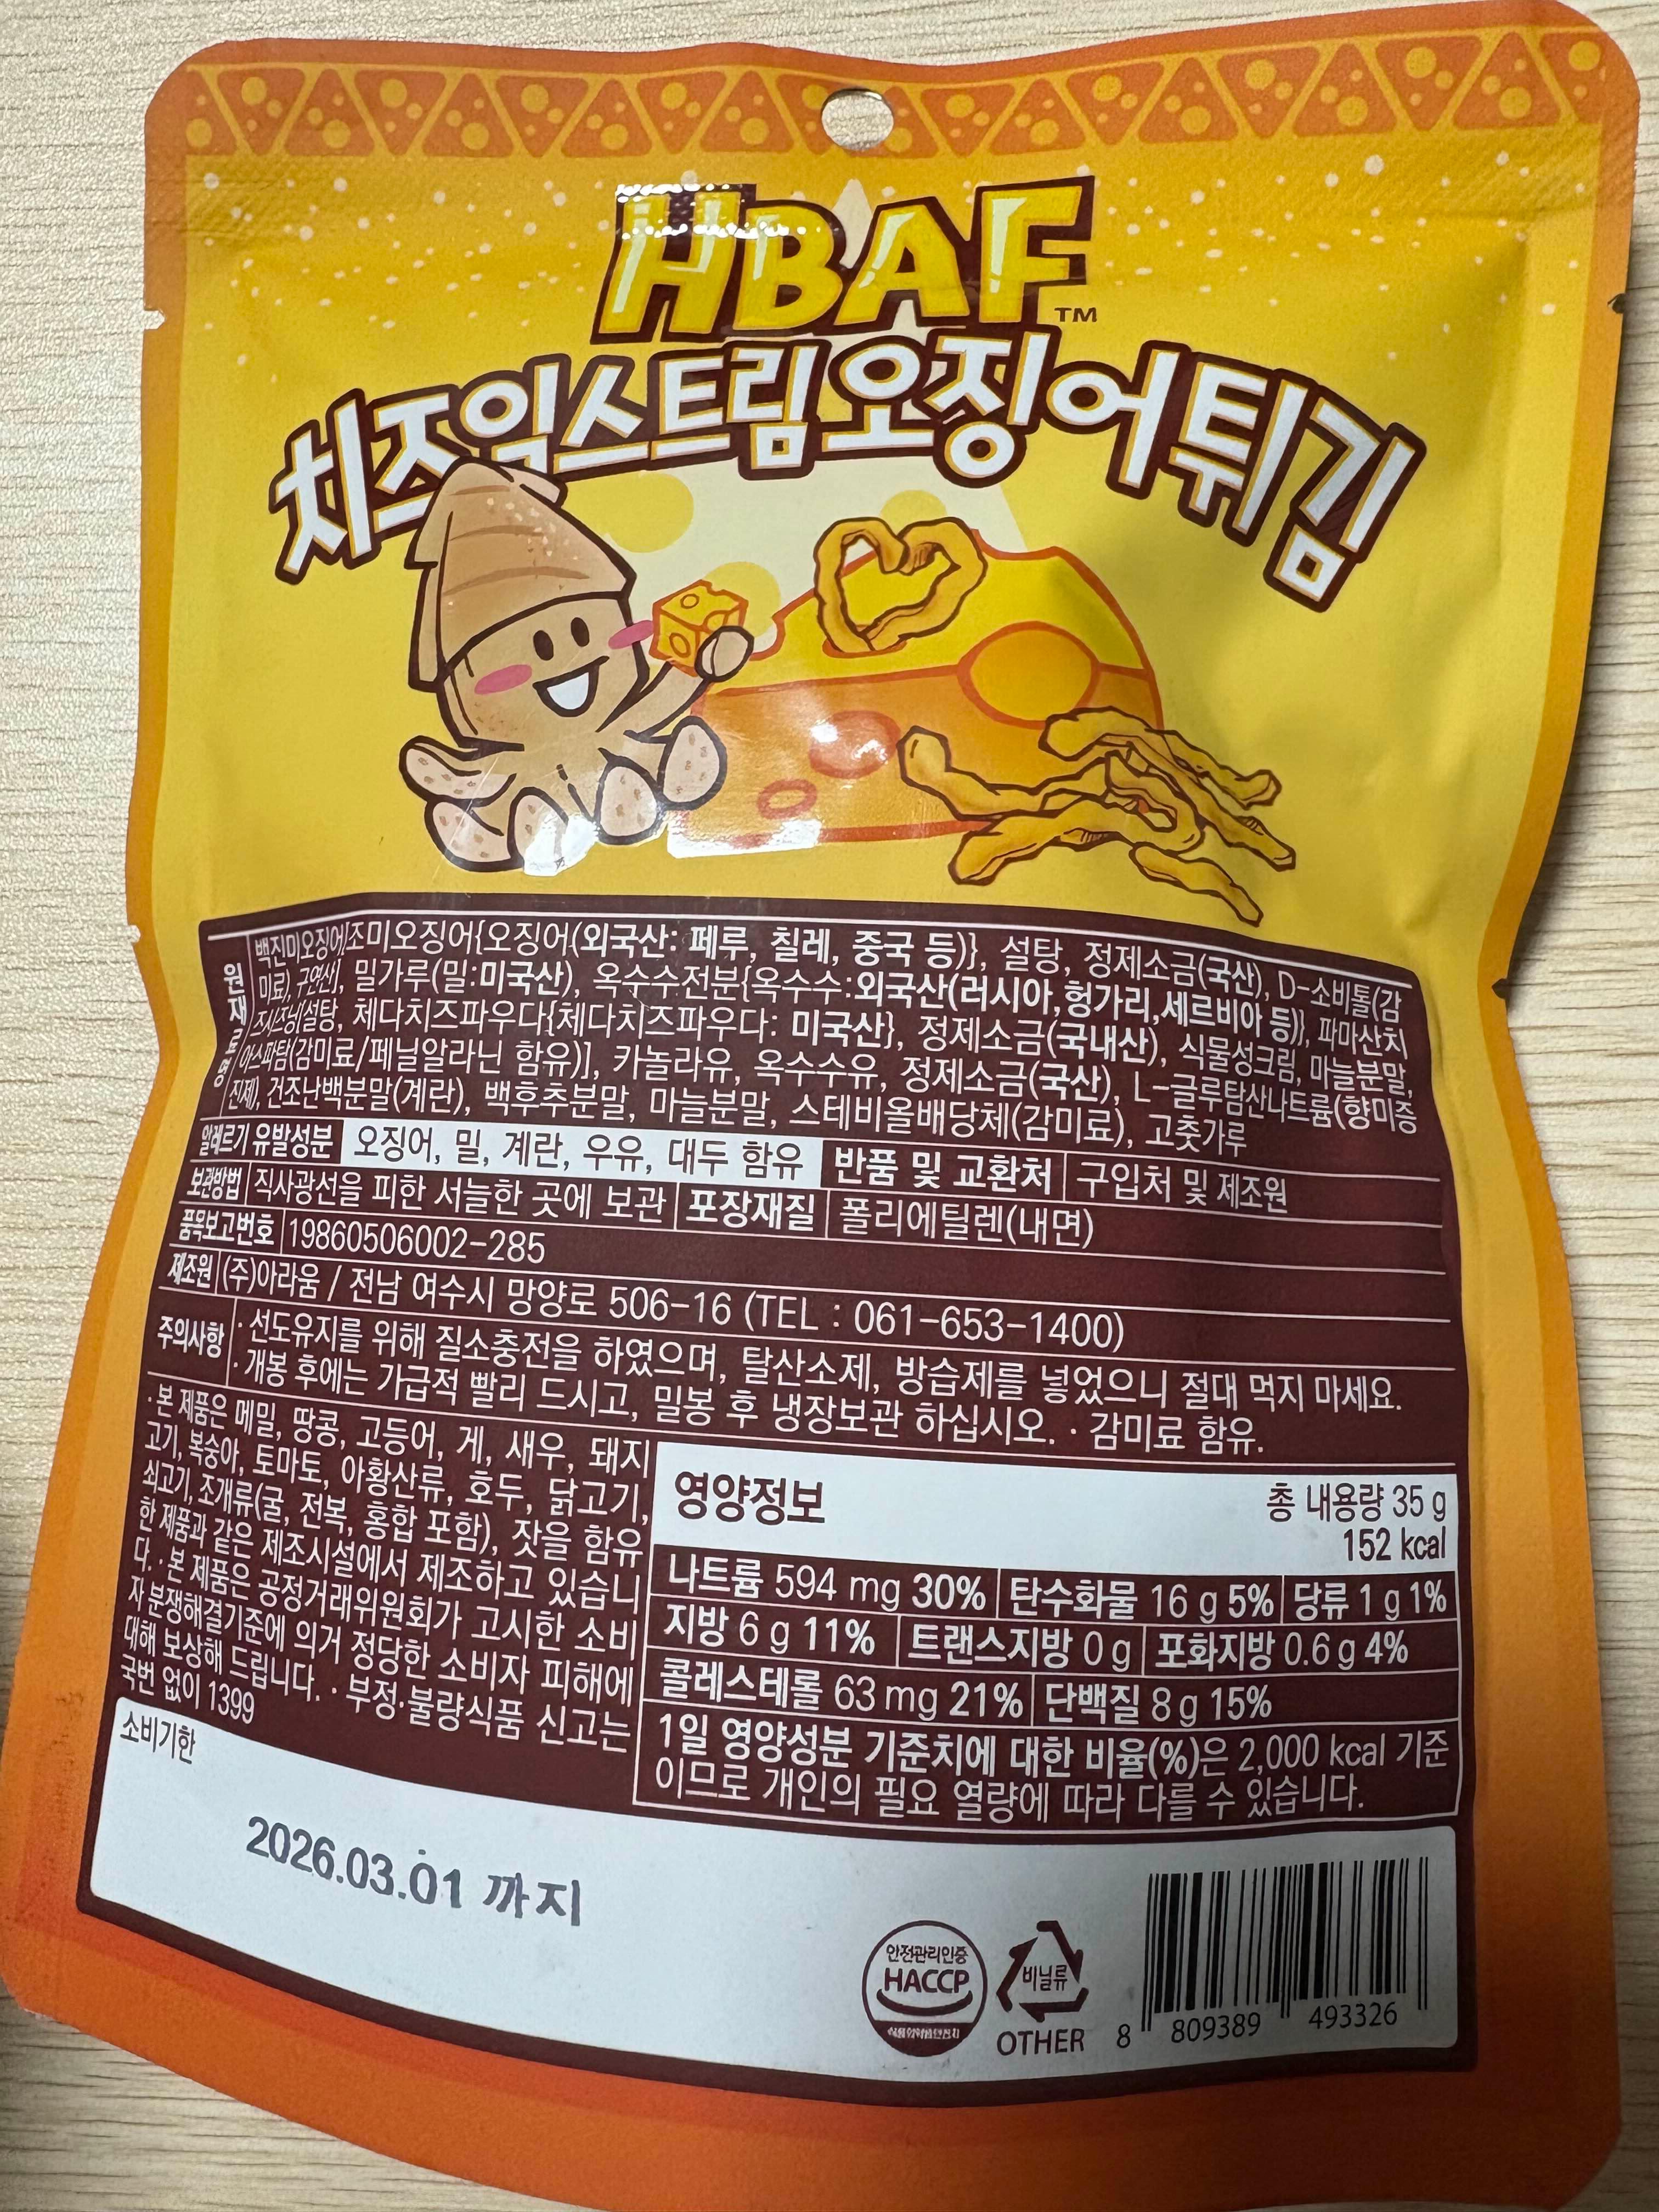 HBAF
TM
치즈익스트림오징어튀김
원재료명
백진미오징어[조미오징어{오징어(외국산: 페루, 칠레, 중국 등)}, 설탕, 정제소금(국산), D-소비톨(감
미료), 구연산], 밀가루(밀:미국산), 옥수수전분{옥수수:외국산(러시아,헝가리,세르비아 등)}, 파마산치
즈시즈닝[설탕, 체다치즈파우다{체다치즈파우다: 미국산}, 정제소금(국내산), 식물성크림, 마늘분말,
아스파탐(감미료/페닐알라닌 함유)], 카놀라유, 옥수수유, 정제소금(국산), L-글루탐산나트륨(향미증
진제), 건조난백분말(계란), 백후추분말, 마늘분말, 스테비올배당체(감미료), 고춧가루
알레르기 유발성분 오징어, 밀, 계란, 우유, 대두 함유 반품 및 교환처 구입처 및 제조원
보관방법 직사광선을 피한 서늘한 곳에 보관 포장재질 폴리에틸렌(내면)
품목보고번호 19860506002-285
제조원 (주)아라움 / 전남 여수시 망양로 506-16 (TEL : 061-653-1400)
주의사항
· 선도유지를 위해 질소충전을 하였으며, 탈산소제, 방습제를 넣었으니 절대 먹지 마세요.
· 개봉 후에는 가급적 빨리 드시고, 밀봉 후 냉장보관 하십시오. · 감미료 함유.
· 본 제품은 메밀, 땅콩, 고등어, 게, 새우, 돼지
고기, 복숭아, 토마토, 아황산류, 호두, 닭고기,
쇠고기, 조개류(굴, 전복, 홍합 포함), 잣을 함유
한 제품과 같은 제조시설에서 제조하고 있습니
다. · 본 제품은 공정거래위원회가 고시한 소비
자 분쟁해결기준에 의거 정당한 소비자 피해에
대해 보상해 드립니다. · 부정·불량식품 신고는
국번 없이 1399
영양정보
총 내용량 35 g
152 kcal
나트륨 594 mg 30% 탄수화물 16 g 5% 당류 1 g 1%
지방 6 g 11% 트랜스지방 0 g 포화지방 0.6 g 4%
콜레스테롤 63 mg 21% 단백질 8 g 15%
1일 영양성분 기준치에 대한 비율(%)은 2,000 kcal 기준
이므로 개인의 필요 열량에 따라 다를 수 있습니다.
소비기한
2026.03.01 까지
안전관리인증
HACCP
비닐류
OTHER
8 809389 493326